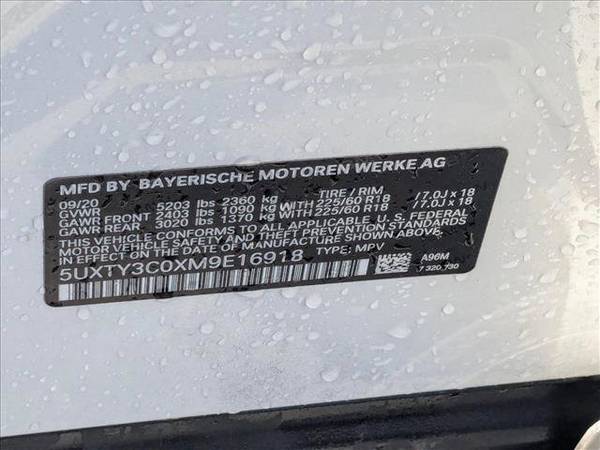 MFD BY BAYERISCHE MOTOREN WERKE AG
09/20 TIRE / RIM
GVWR 5203 lbs 2360 kg
GAWR FRONT 2403 lbs 1090 kg WITH 225/60 R18 / 7.0J x 18
GAWR REAR: 3020 lbs 1370 kg WITH 225/60 R18 / 7.0J x 18
THIS VEHICLE CONFORMS TO ALL APPLICABLE U. S. FEDERAL
MOTOR VEHICLE SAFETY AND THEFT PREVENTION STANDARDS
IN EFFECT ON THE DATE OF MANUFACTURE SHOWN ABOVE.
5UXTY3C0XM9E16918 TYPE: MPV
A96M
7 320 730